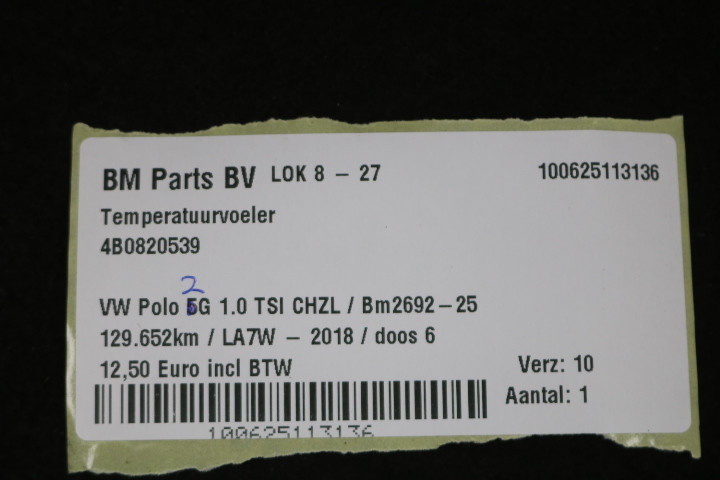 BM Parts BV LOK 8 – 27 100625113136
Temperatuurvoeler
4B0820539
2
VW Polo 5G 1.0 TSI CHZL / Bm2692-25
129.652km / LA7W – 2018 / doos 6
12,50 Euro incl BTW Verz: 10
Aantal: 1
100625113136